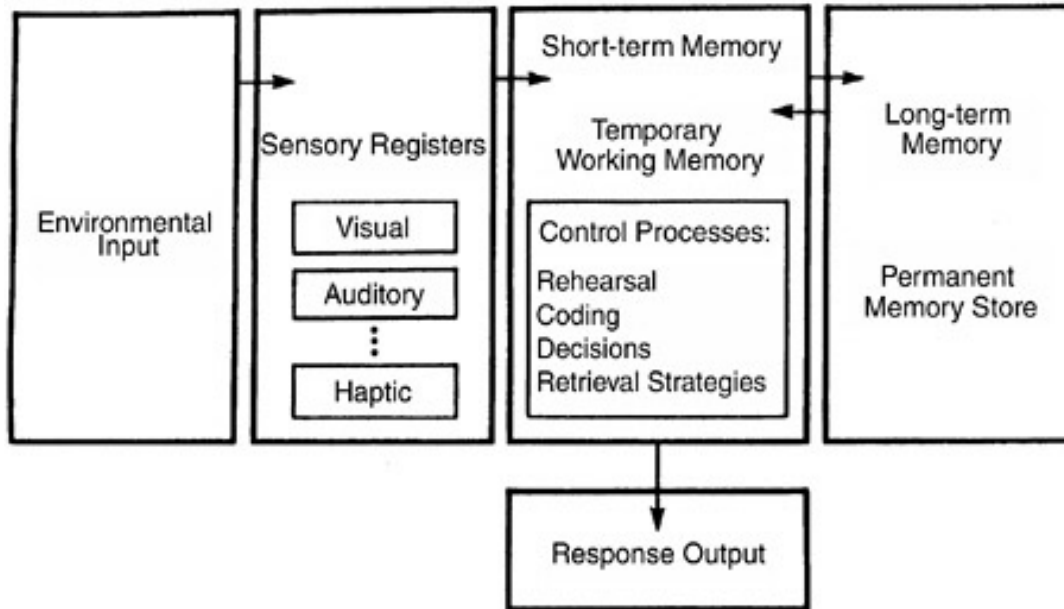 Environmental
Input
Sensory Registers
Visual
Auditory
Haptic
Short-term Memory
Temporary
Working Memory
Control Processes:
Rehearsal
Coding
Decisions
Retrieval Strategies
Long-term
Memory
Permanent
Memory Store
Response Output